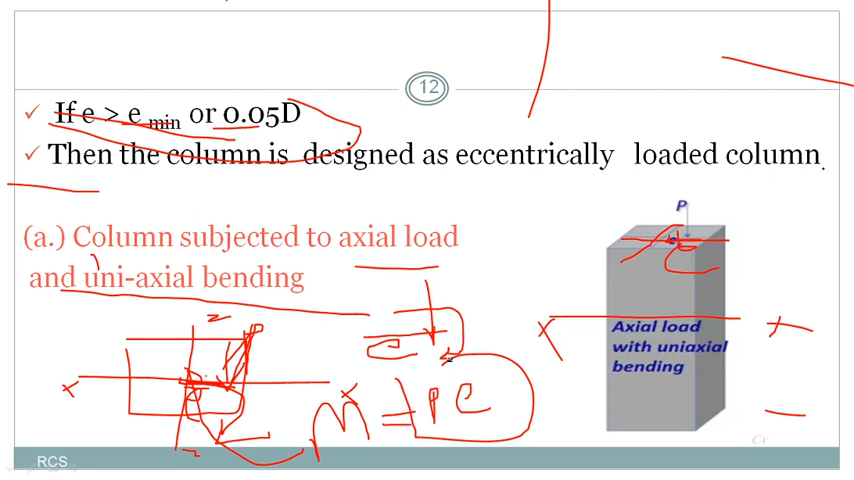 12
✓ If e > e min or 0.05D
✓ Then the column is designed as eccentrically loaded column.
P
e
(a.) Column subjected to axial load
and uni-axial bending
Axial load
with uniaxial
bending
Z
P
X
e
X
Z
M = P e
X
RCS